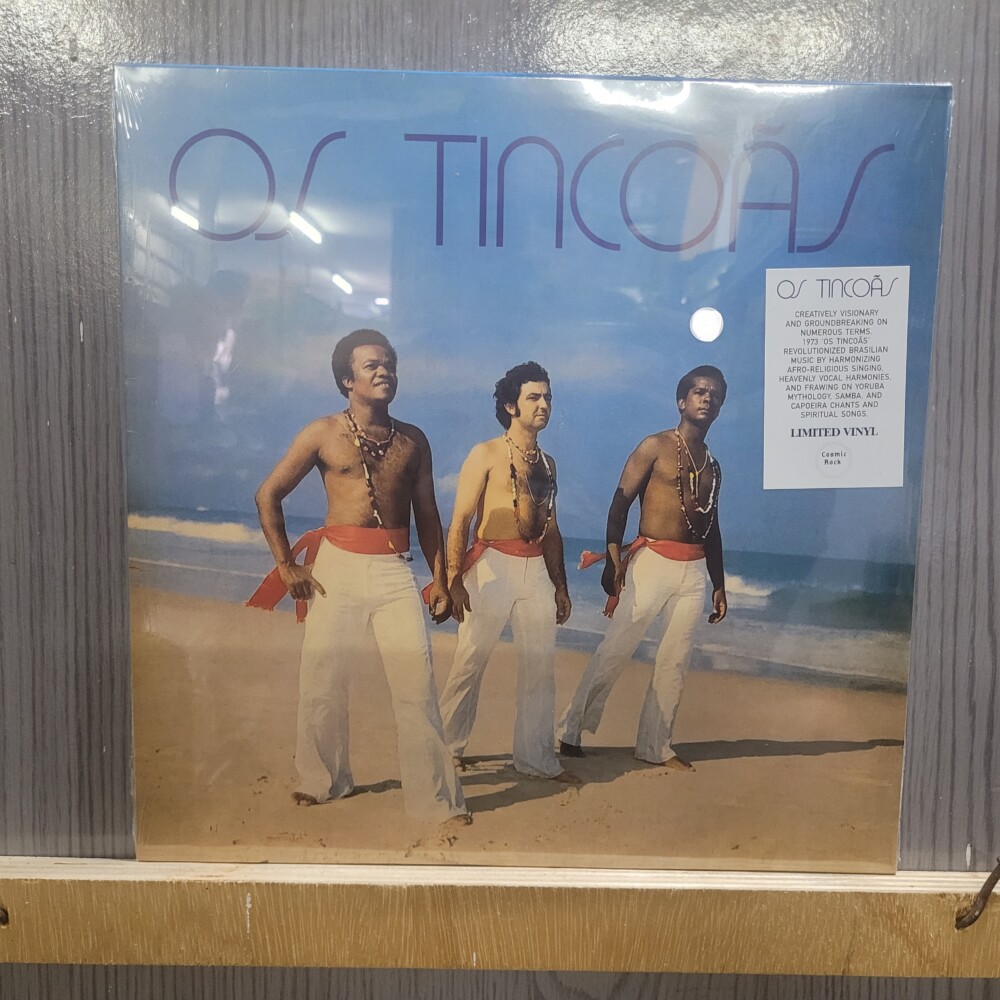 OS TINCOÃS
OS TINCOÃS
CREATIVELY VISIONARY
AND GROUNDBREAKING ON
NUMEROUS TERMS.
1973 'OS TINCOÃS'
REVOLUTIONIZED BRASILIAN
MUSIC BY HARMONIZING
AFRO-RELIGIOUS SINGING,
HEAVENLY VOCAL HARMONIES,
AND FRAWING ON YORUBA
MYTHOLOGY, SAMBA, AND
CAPOEIRA CHANTS AND
SPIRITUAL SONGS.
LIMITED VINYL
Cosmic
Rock